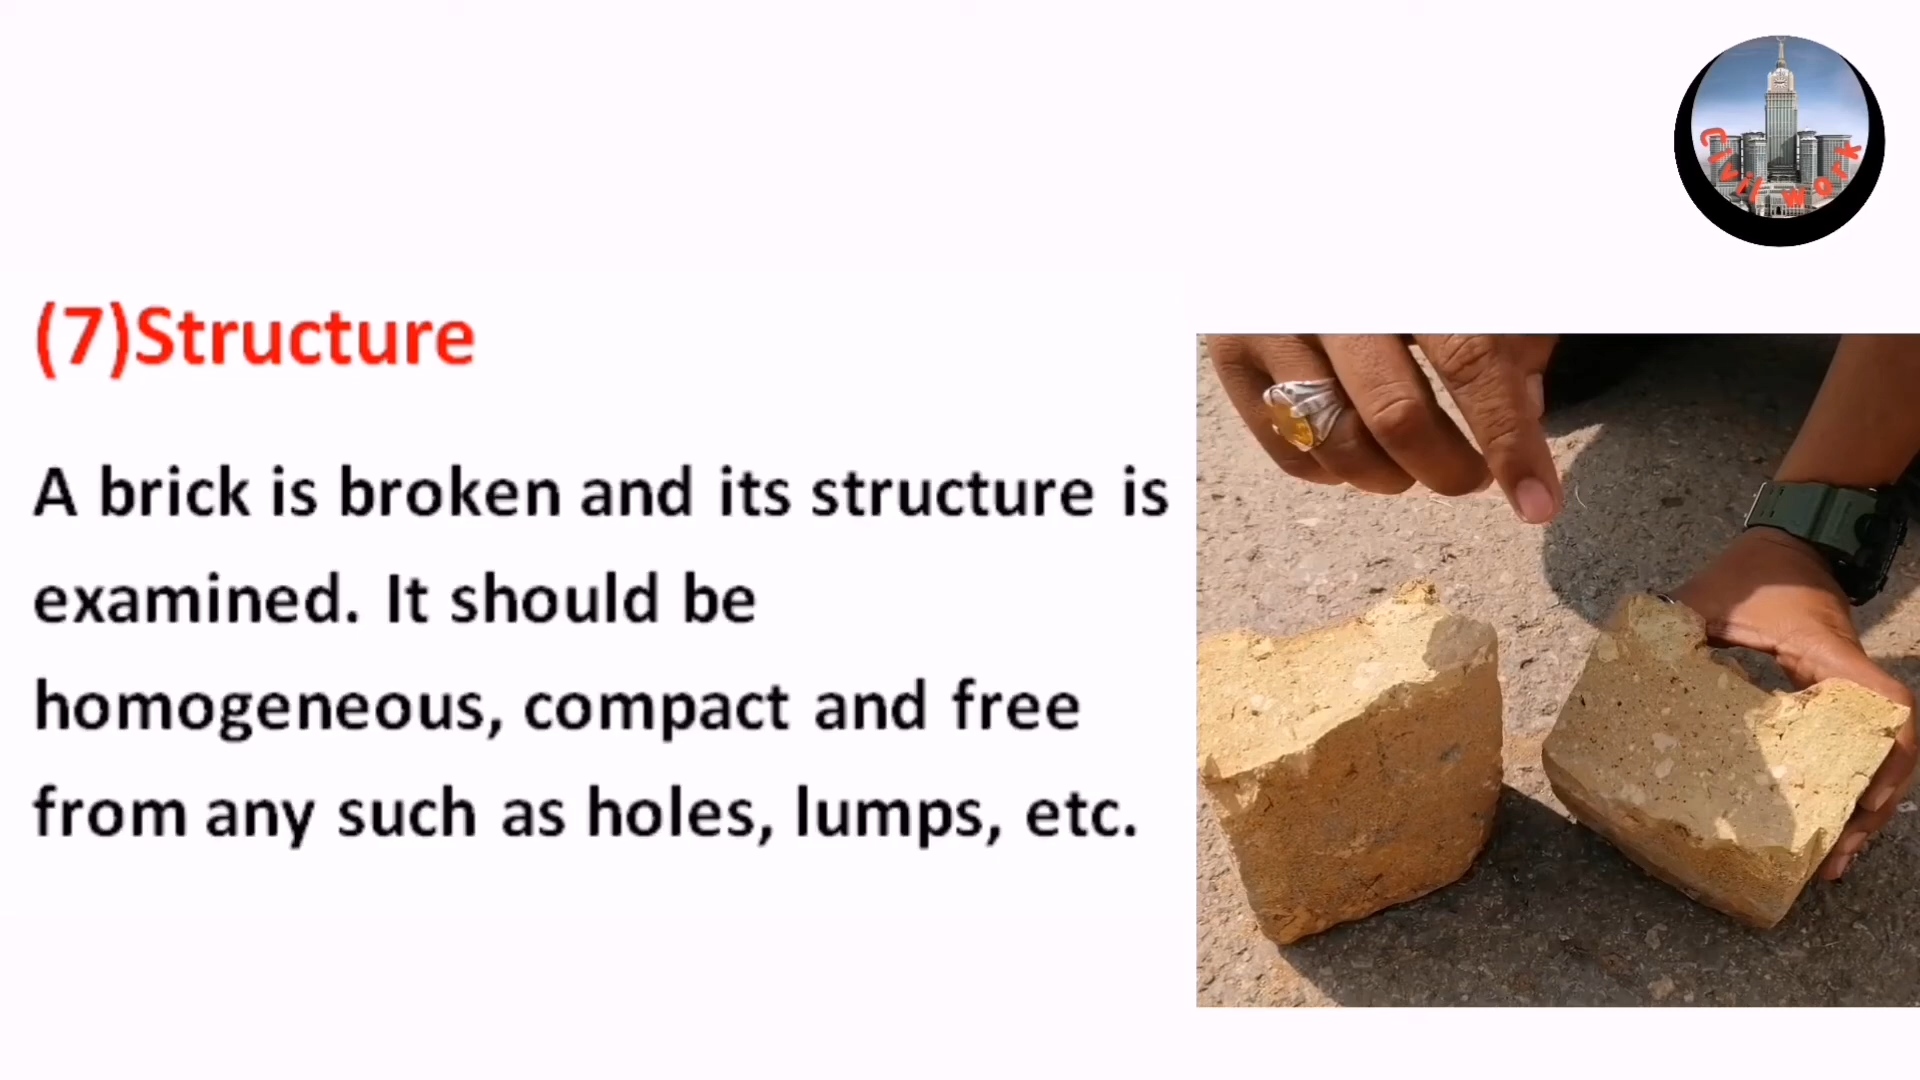 Civil work
(7)Structure
A brick is broken and its structure is
examined. It should be
homogeneous, compact and free
from any such as holes, lumps, etc.